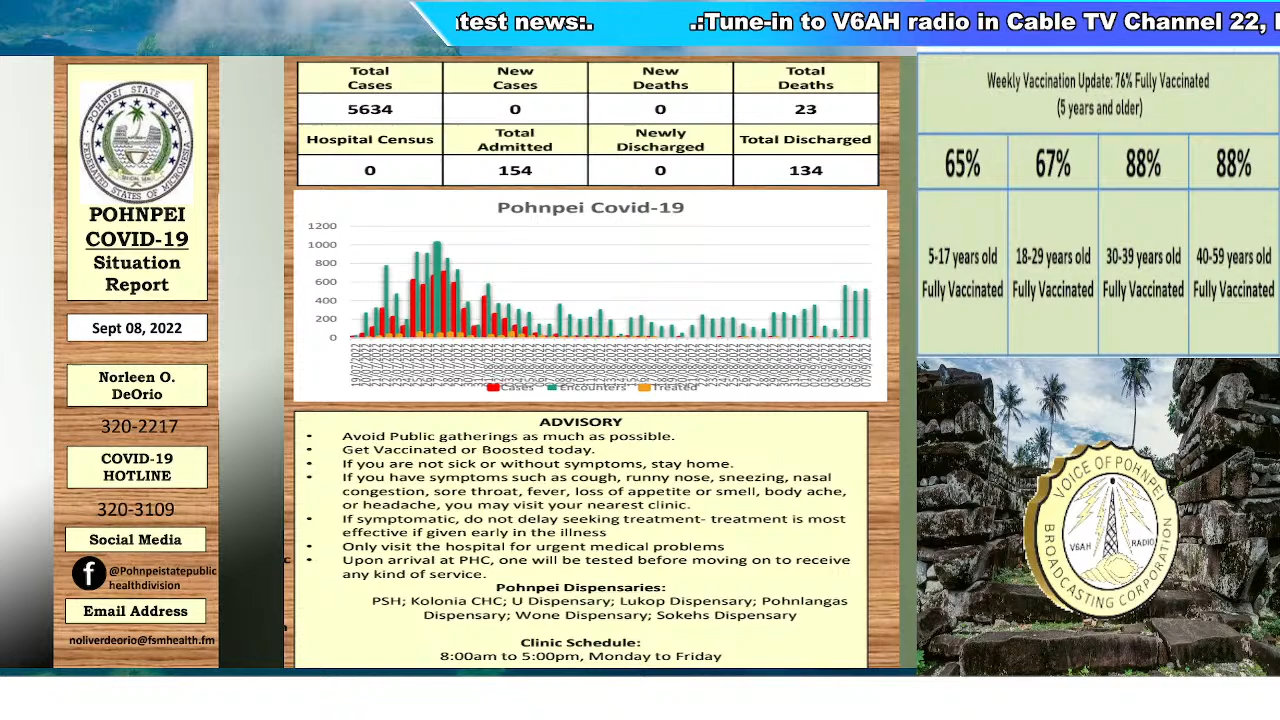 atest news:.
.:Tune-in to V6AH radio in Cable TV Channel 22,
POHNPEI STATE SEAL
FEDERATED STATES OF MICRONESIA
POHNPEI
COVID-19
Situation
Report
Sept 08, 2022
Norleen O.
DeOrio
320-2217
COVID-19
HOTLINE
320-3109
Social Media
f
@Pohnpeistatepublic
healthdivision
Email Address
noliverdeorio@fsmhealth.fm
Total Cases
New Cases
New Deaths
Total Deaths
5634
0
0
23
Hospital Census
Total Admitted
Newly Discharged
Total Discharged
0
154
0
134
Pohnpei Covid-19
1200
1000
800
600
400
200
0
Cases
Encounters
Treated
ADVISORY
• Avoid Public gatherings as much as possible.
• Get Vaccinated or Boosted today.
• If you are not sick or without symptoms, stay home.
• If you have symptoms such as cough, runny nose, sneezing, nasal
congestion, sore throat, fever, loss of appetite or smell, body ache,
or headache, you may visit your nearest clinic.
• If symptomatic, do not delay seeking treatment- treatment is most
effective if given early in the illness
• Only visit the hospital for urgent medical problems
• Upon arrival at PHC, one will be tested before moving on to receive
any kind of service.
Pohnpei Dispensaries:
PSH; Kolonia CHC; U Dispensary; Lukop Dispensary; Pohnlangas
Dispensary; Wone Dispensary; Sokehs Dispensary
Clinic Schedule:
8:00am to 5:00pm, Monday to Friday
Weekly Vaccination Update: 76% Fully Vaccinated
(5 years and older)
65%
67%
88%
88%
5-17 years old
Fully Vaccinated
18-29 years old
Fully Vaccinated
30-39 years old
Fully Vaccinated
40-59 years old
Fully Vaccinated
VOICE OF POHNPEI
V6AH RADIO
BROADCASTING CORPORATION